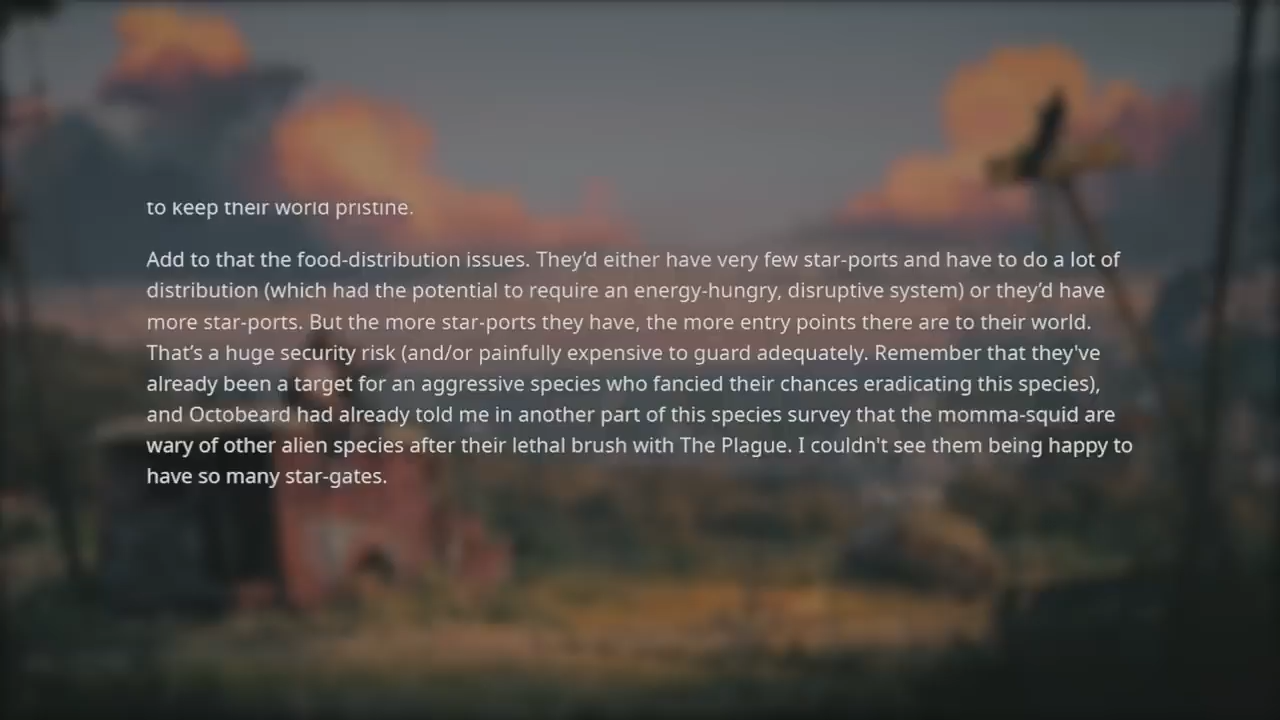 to keep their world pristine.
Add to that the food-distribution issues. They’d either have very few star-ports and have to do a lot of
distribution (which had the potential to require an energy-hungry, disruptive system) or they’d have
more star-ports. But the more star-ports they have, the more entry points there are to their world.
That’s a huge security risk (and/or painfully expensive to guard adequately. Remember that they've
already been a target for an aggressive species who fancied their chances eradicating this species),
and Octobeard had already told me in another part of this species survey that the momma-squid are
wary of other alien species after their lethal brush with The Plague. I couldn't see them being happy to
have so many star-gates.